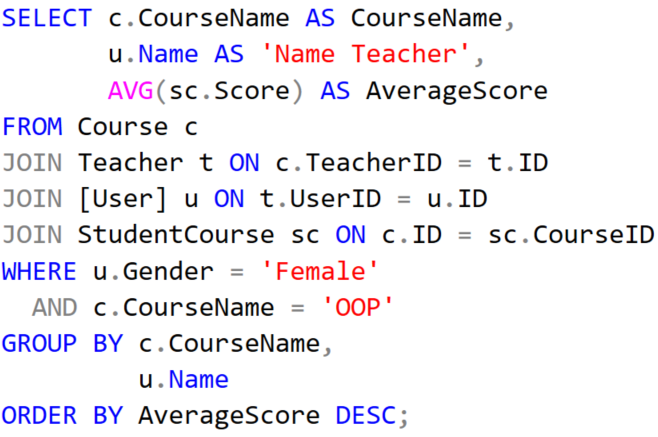 SELECT c.CourseName AS CourseName,
       u.Name AS 'Name Teacher',
       AVG(sc.Score) AS AverageScore
FROM Course c
JOIN Teacher t ON c.TeacherID = t.ID
JOIN [User] u ON t.UserID = u.ID
JOIN StudentCourse sc ON c.ID = sc.CourseID
WHERE u.Gender = 'Female'
  AND c.CourseName = 'OOP'
GROUP BY c.CourseName,
         u.Name
ORDER BY AverageScore DESC;